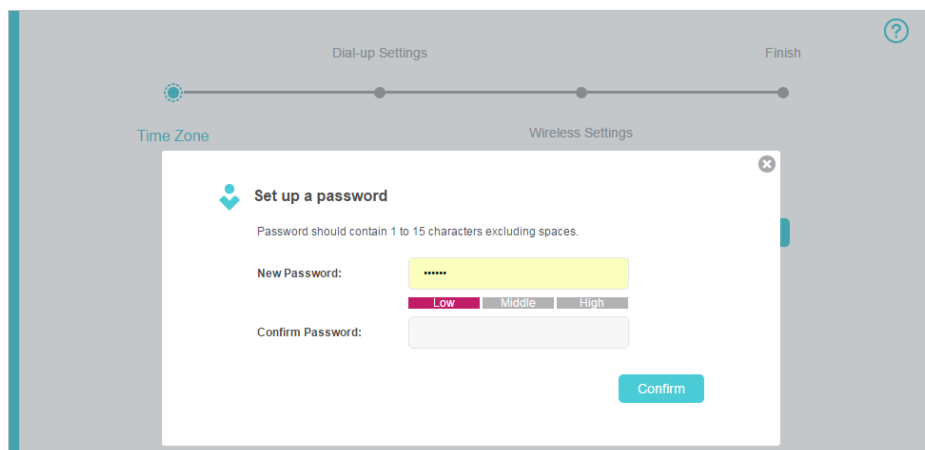 ?
Dial-up Settings
Finish
Time Zone
Wireless Settings
Set up a password
Password should contain 1 to 15 characters excluding spaces.
New Password:
••••••
Low Middle High
Confirm Password:
Confirm